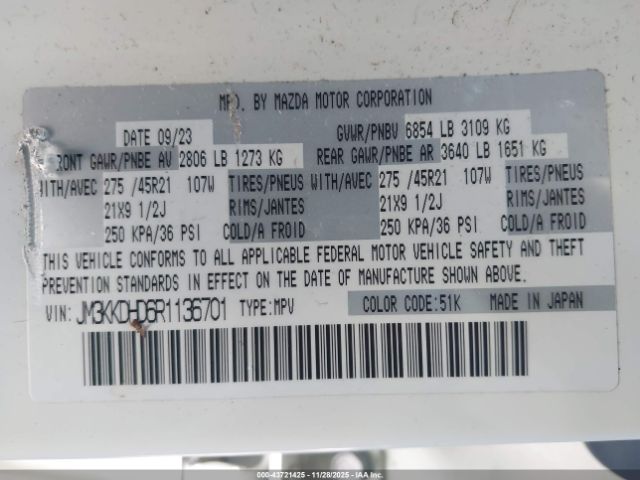 MFD. BY MAZDA MOTOR CORPORATION
DATE 09/23 GVWR/PNBV 6854 LB 3109 KG
FRONT GAWR/PNBE AV 2806 LB 1273 KG REAR GAWR/PNBE AR 3640 LB 1651 KG
WITH/AVEC 275 /45R21 107W TIRES/PNEUS WITH/AVEC 275 /45R21 107W TIRES/PNEUS
21X9 1/2J RIMS/JANTES 21X9 1/2J RIMS/JANTES
250 KPA/36 PSI COLD/A FROID 250 KPA/36 PSI COLD/A FROID
THIS VEHICLE CONFORMS TO ALL APPLICABLE FEDERAL MOTOR VEHICLE SAFETY AND THEFT
PREVENTION STANDARDS IN EFFECT ON THE DATE OF MANUFACTURE SHOWN ABOVE.
VIN: JM3KKDHD6R1136701 TYPE:MPV COLOR CODE:51K MADE IN JAPAN
000-43721425 11/28/2025 IAA Inc.